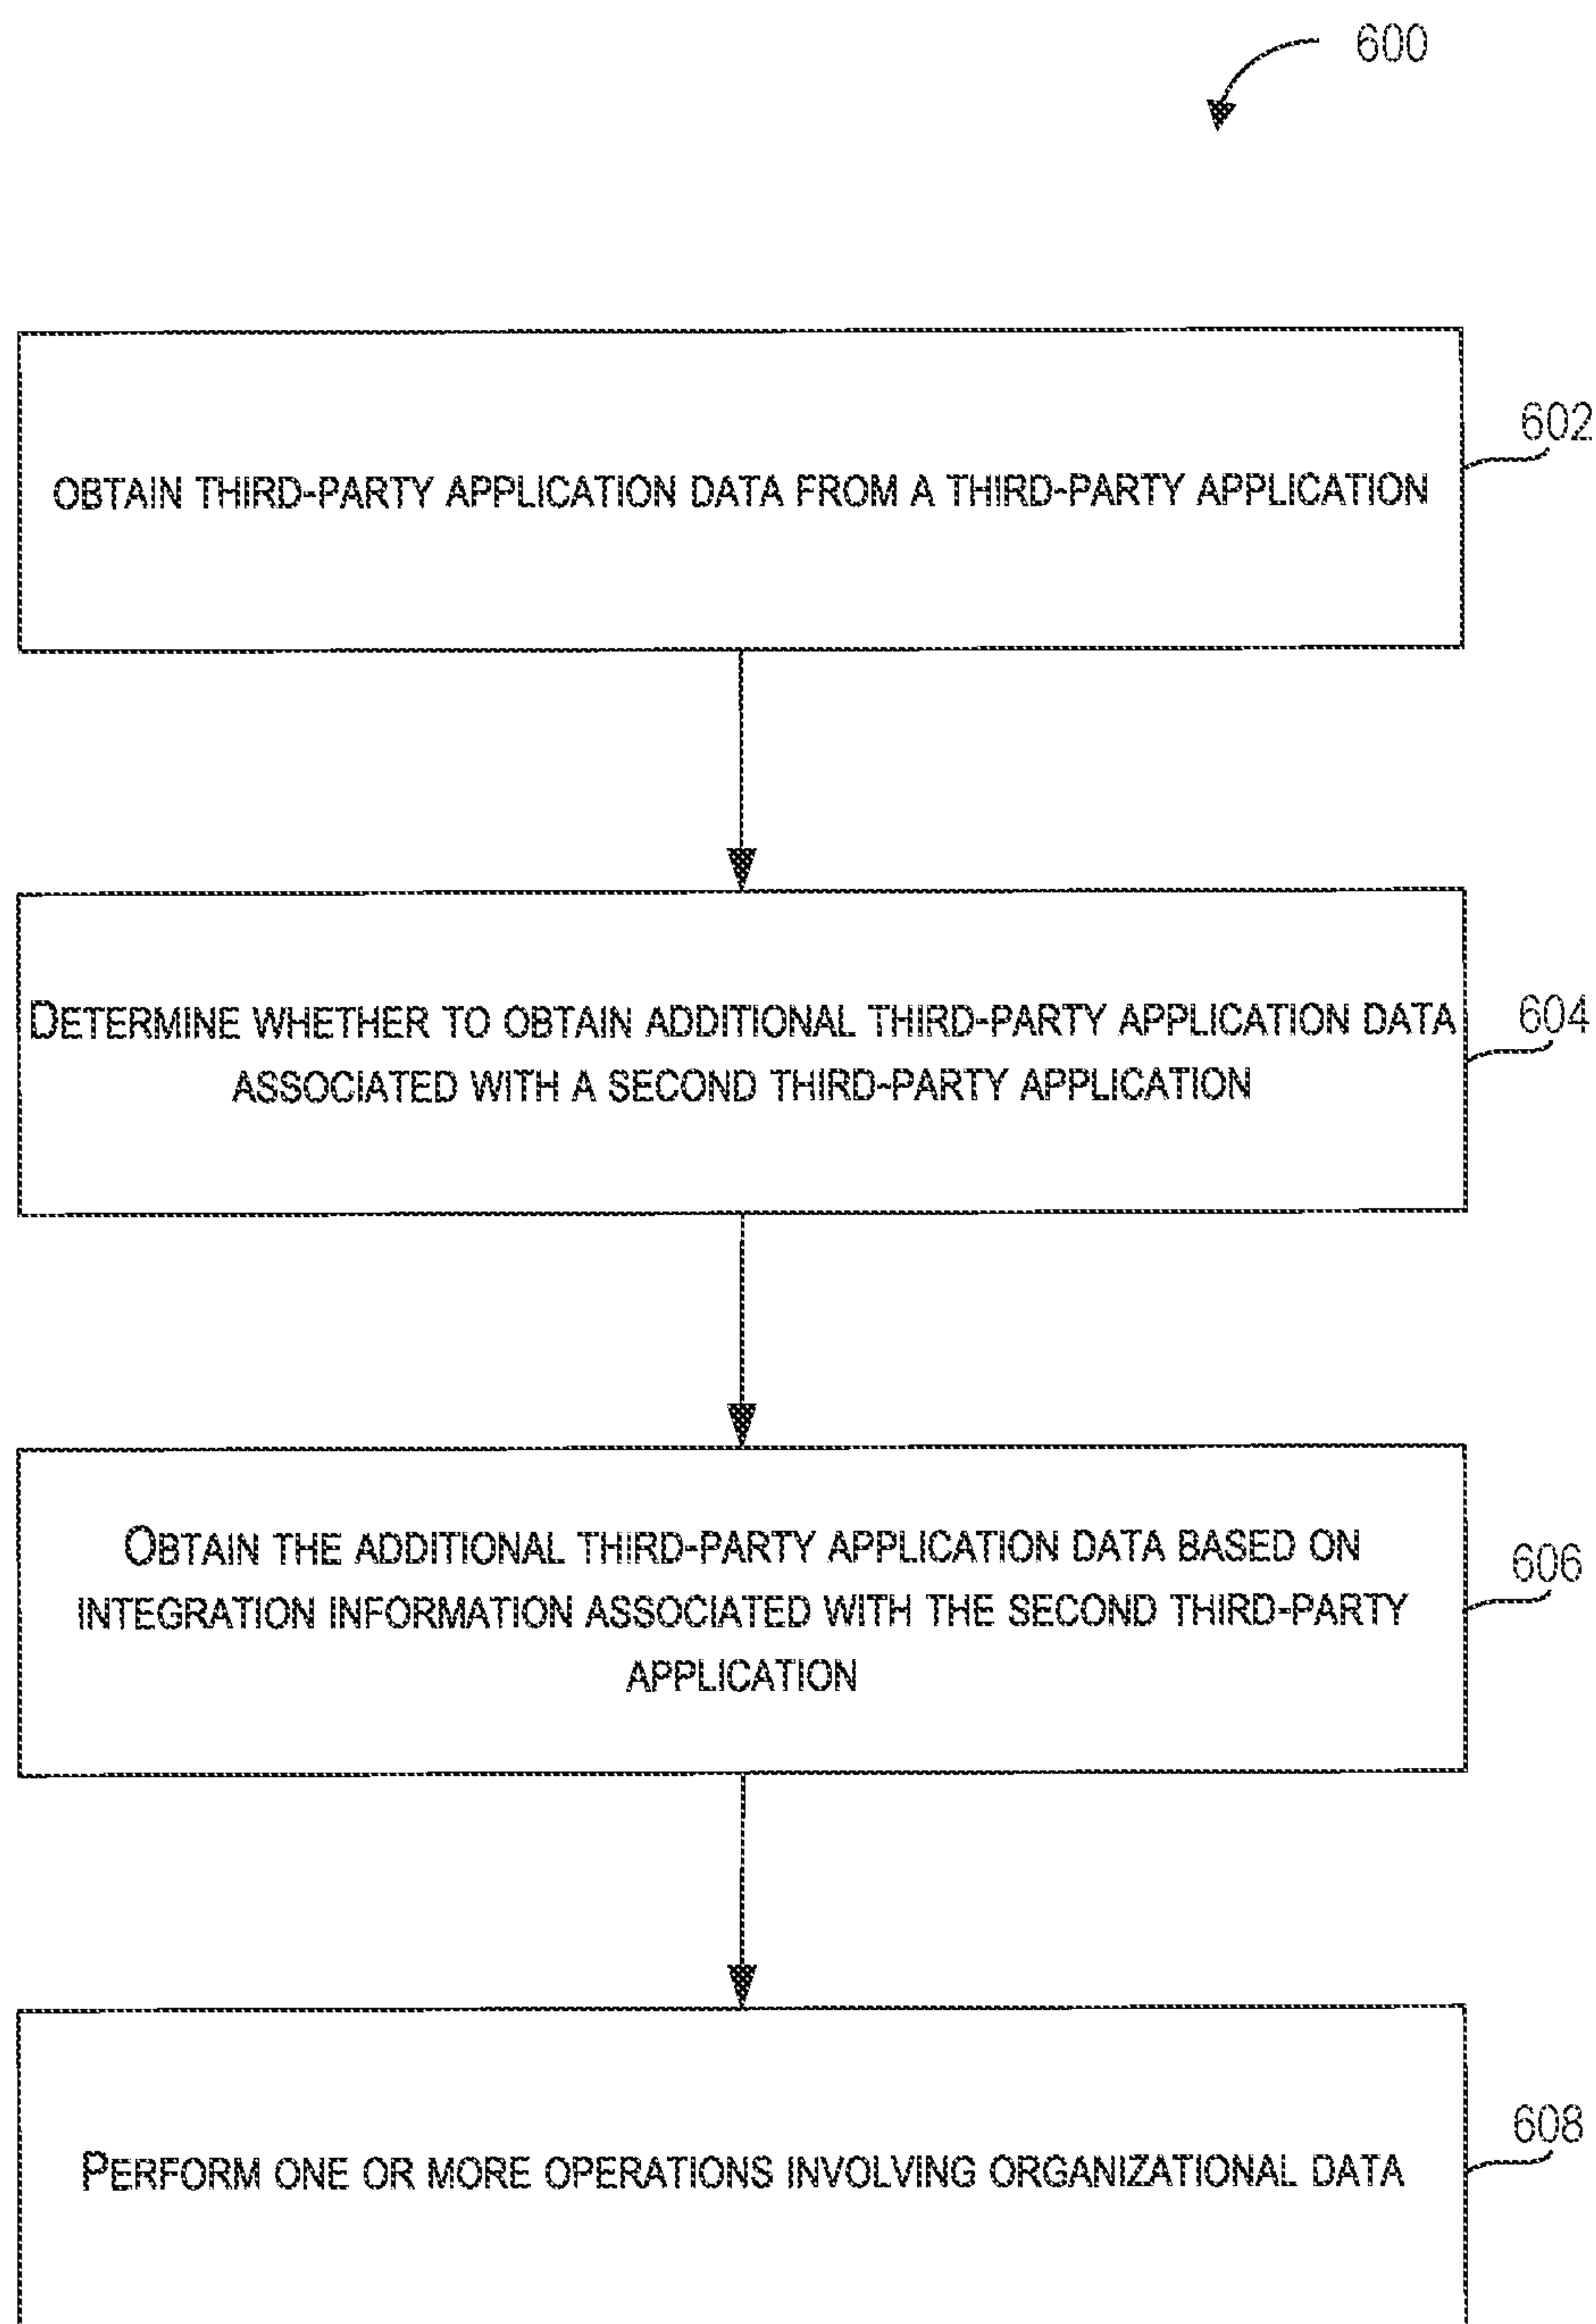 600
OBTAIN THIRD-PARTY APPLICATION DATA FROM A THIRD-PARTY APPLICATION
602
DETERMINE WHETHER TO OBTAIN ADDITIONAL THIRD-PARTY APPLICATION DATA
ASSOCIATED WITH A SECOND THIRD-PARTY APPLICATION
604
OBTAIN THE ADDITIONAL THIRD-PARTY APPLICATION DATA BASED ON
INTEGRATION INFORMATION ASSOCIATED WITH THE SECOND THIRD-PARTY
APPLICATION
606
PERFORM ONE OR MORE OPERATIONS INVOLVING ORGANIZATIONAL DATA
608